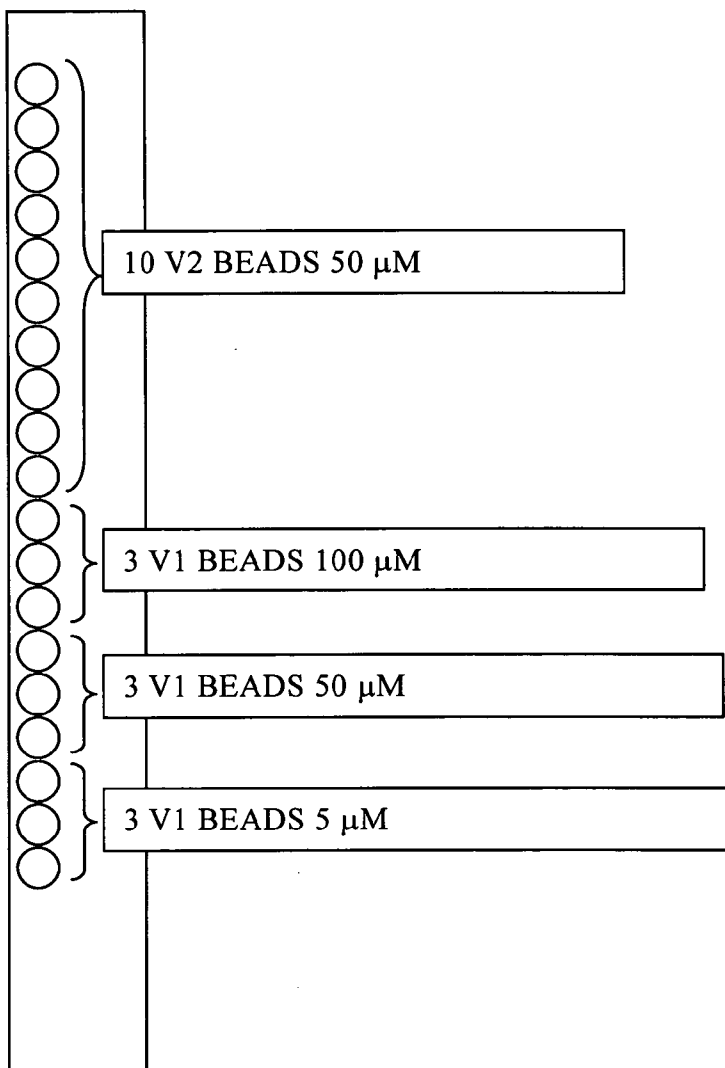 10 V2 BEADS 50 μM
3 V1 BEADS 100 μM
3 V1 BEADS 50 μM
3 V1 BEADS 5 μM